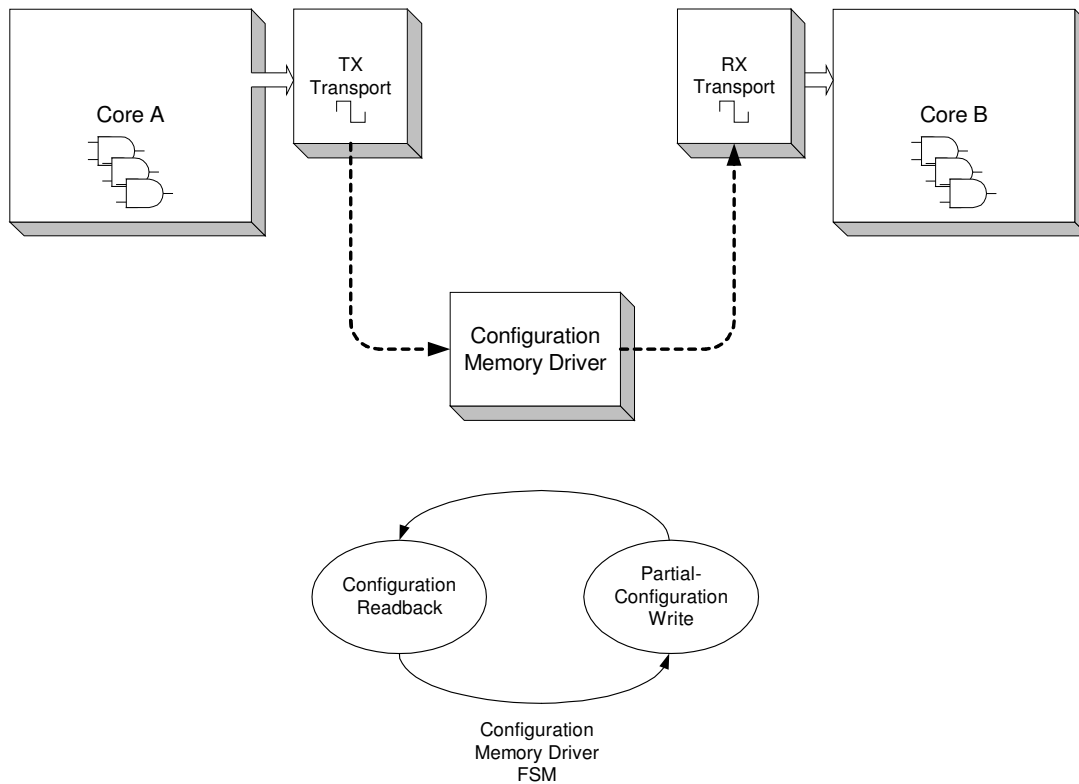 Core A
TX
Transport
RX
Transport
Core B
Configuration
Memory Driver
Configuration
Readback
Partial-
Configuration
Write
Configuration
Memory Driver
FSM